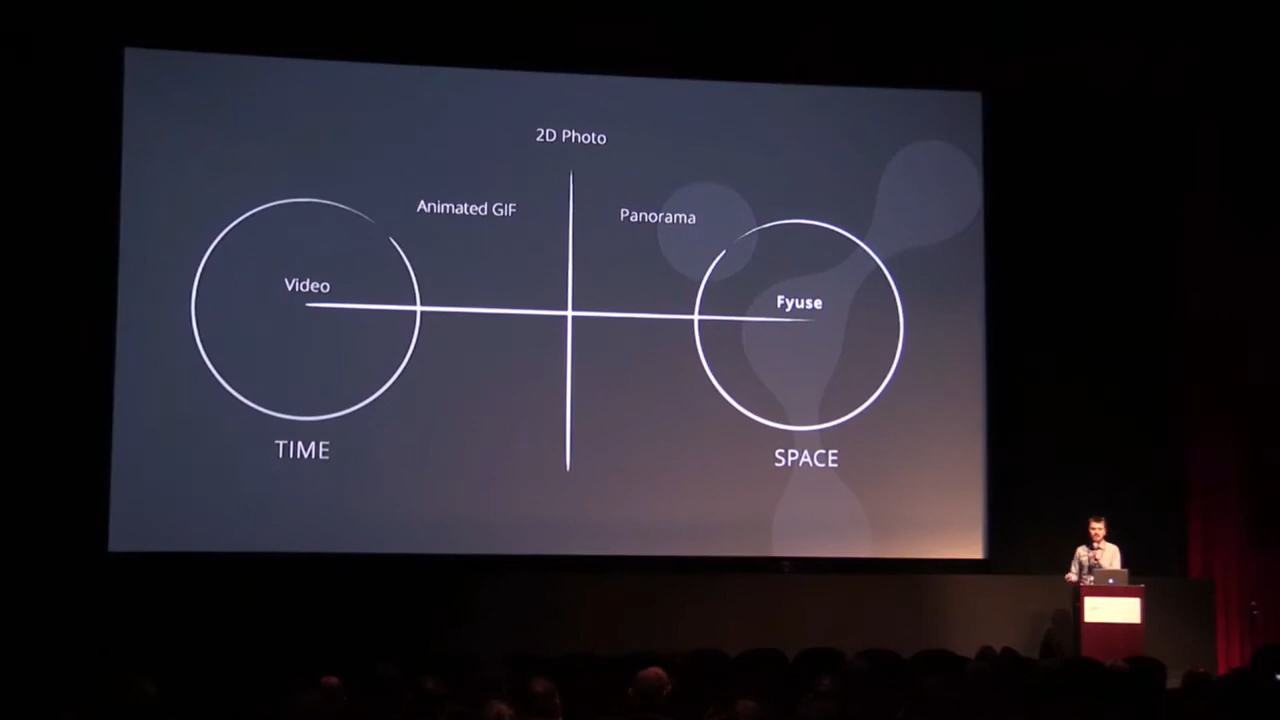 2D Photo
Animated GIF
Panorama
Video
Fyuse
TIME
SPACE